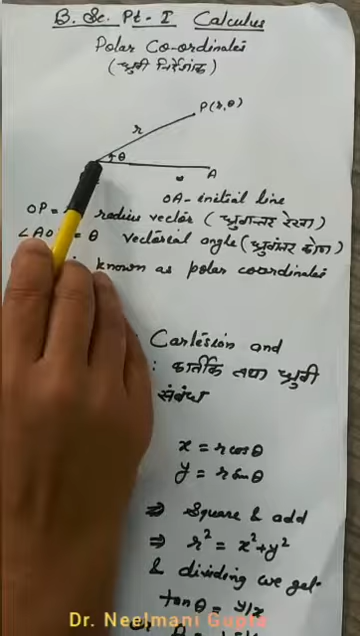 B. Sc. Pt - I Calculus
Polar Co-ordinates
(ध्रुवी निर्देशांक)
P(r, θ)
r
θ
A
OA - initial line
OP = radius vector (ध्रुवान्तर रेखा)
∠AO = θ vectorial angle (ध्रुवांतर कोण)
known as polar coordinates
Cartesian and
: कार्तीक तथा ध्रुवी
संबंध
x = r cos θ
y = r sin θ
⇒ Square & add
⇒ r² = x² + y²
& dividing we get
tan θ = y/x
Dr. Neelmani Gupta